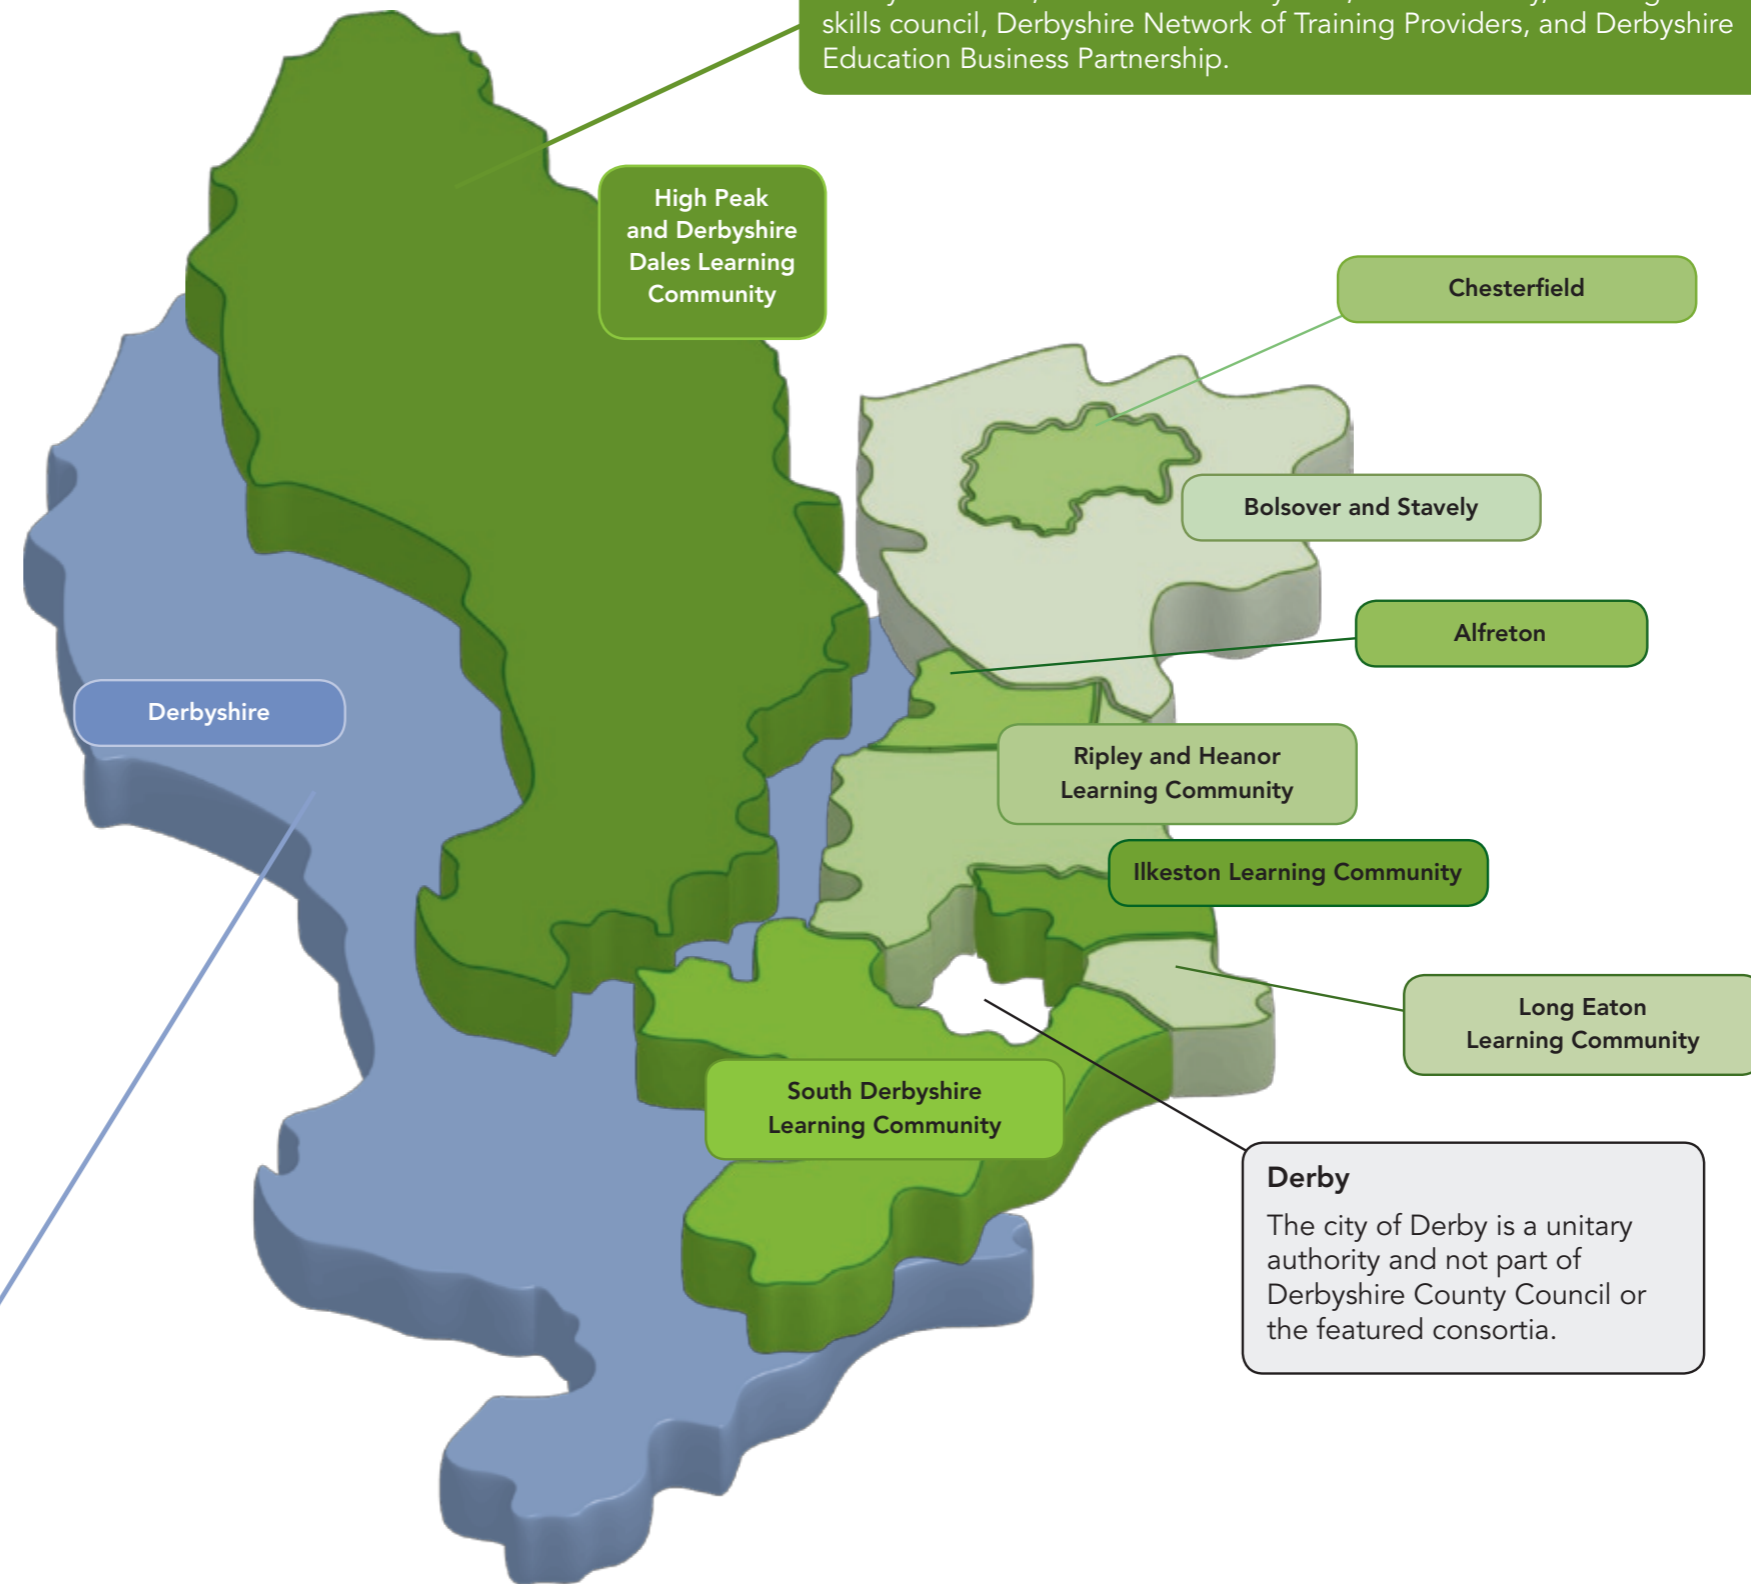 skills council, Derbyshire Network of Training Providers, and Derbyshire
Education Business Partnership.
High Peak
and Derbyshire
Dales Learning
Community
Chesterfield
Bolsover and Stavely
Alfreton
Derbyshire
Ripley and Heanor
Learning Community
Ilkeston Learning Community
Long Eaton
Learning Community
South Derbyshire
Learning Community
Derby
The city of Derby is a unitary
authority and not part of
Derbyshire County Council or
the featured consortia.